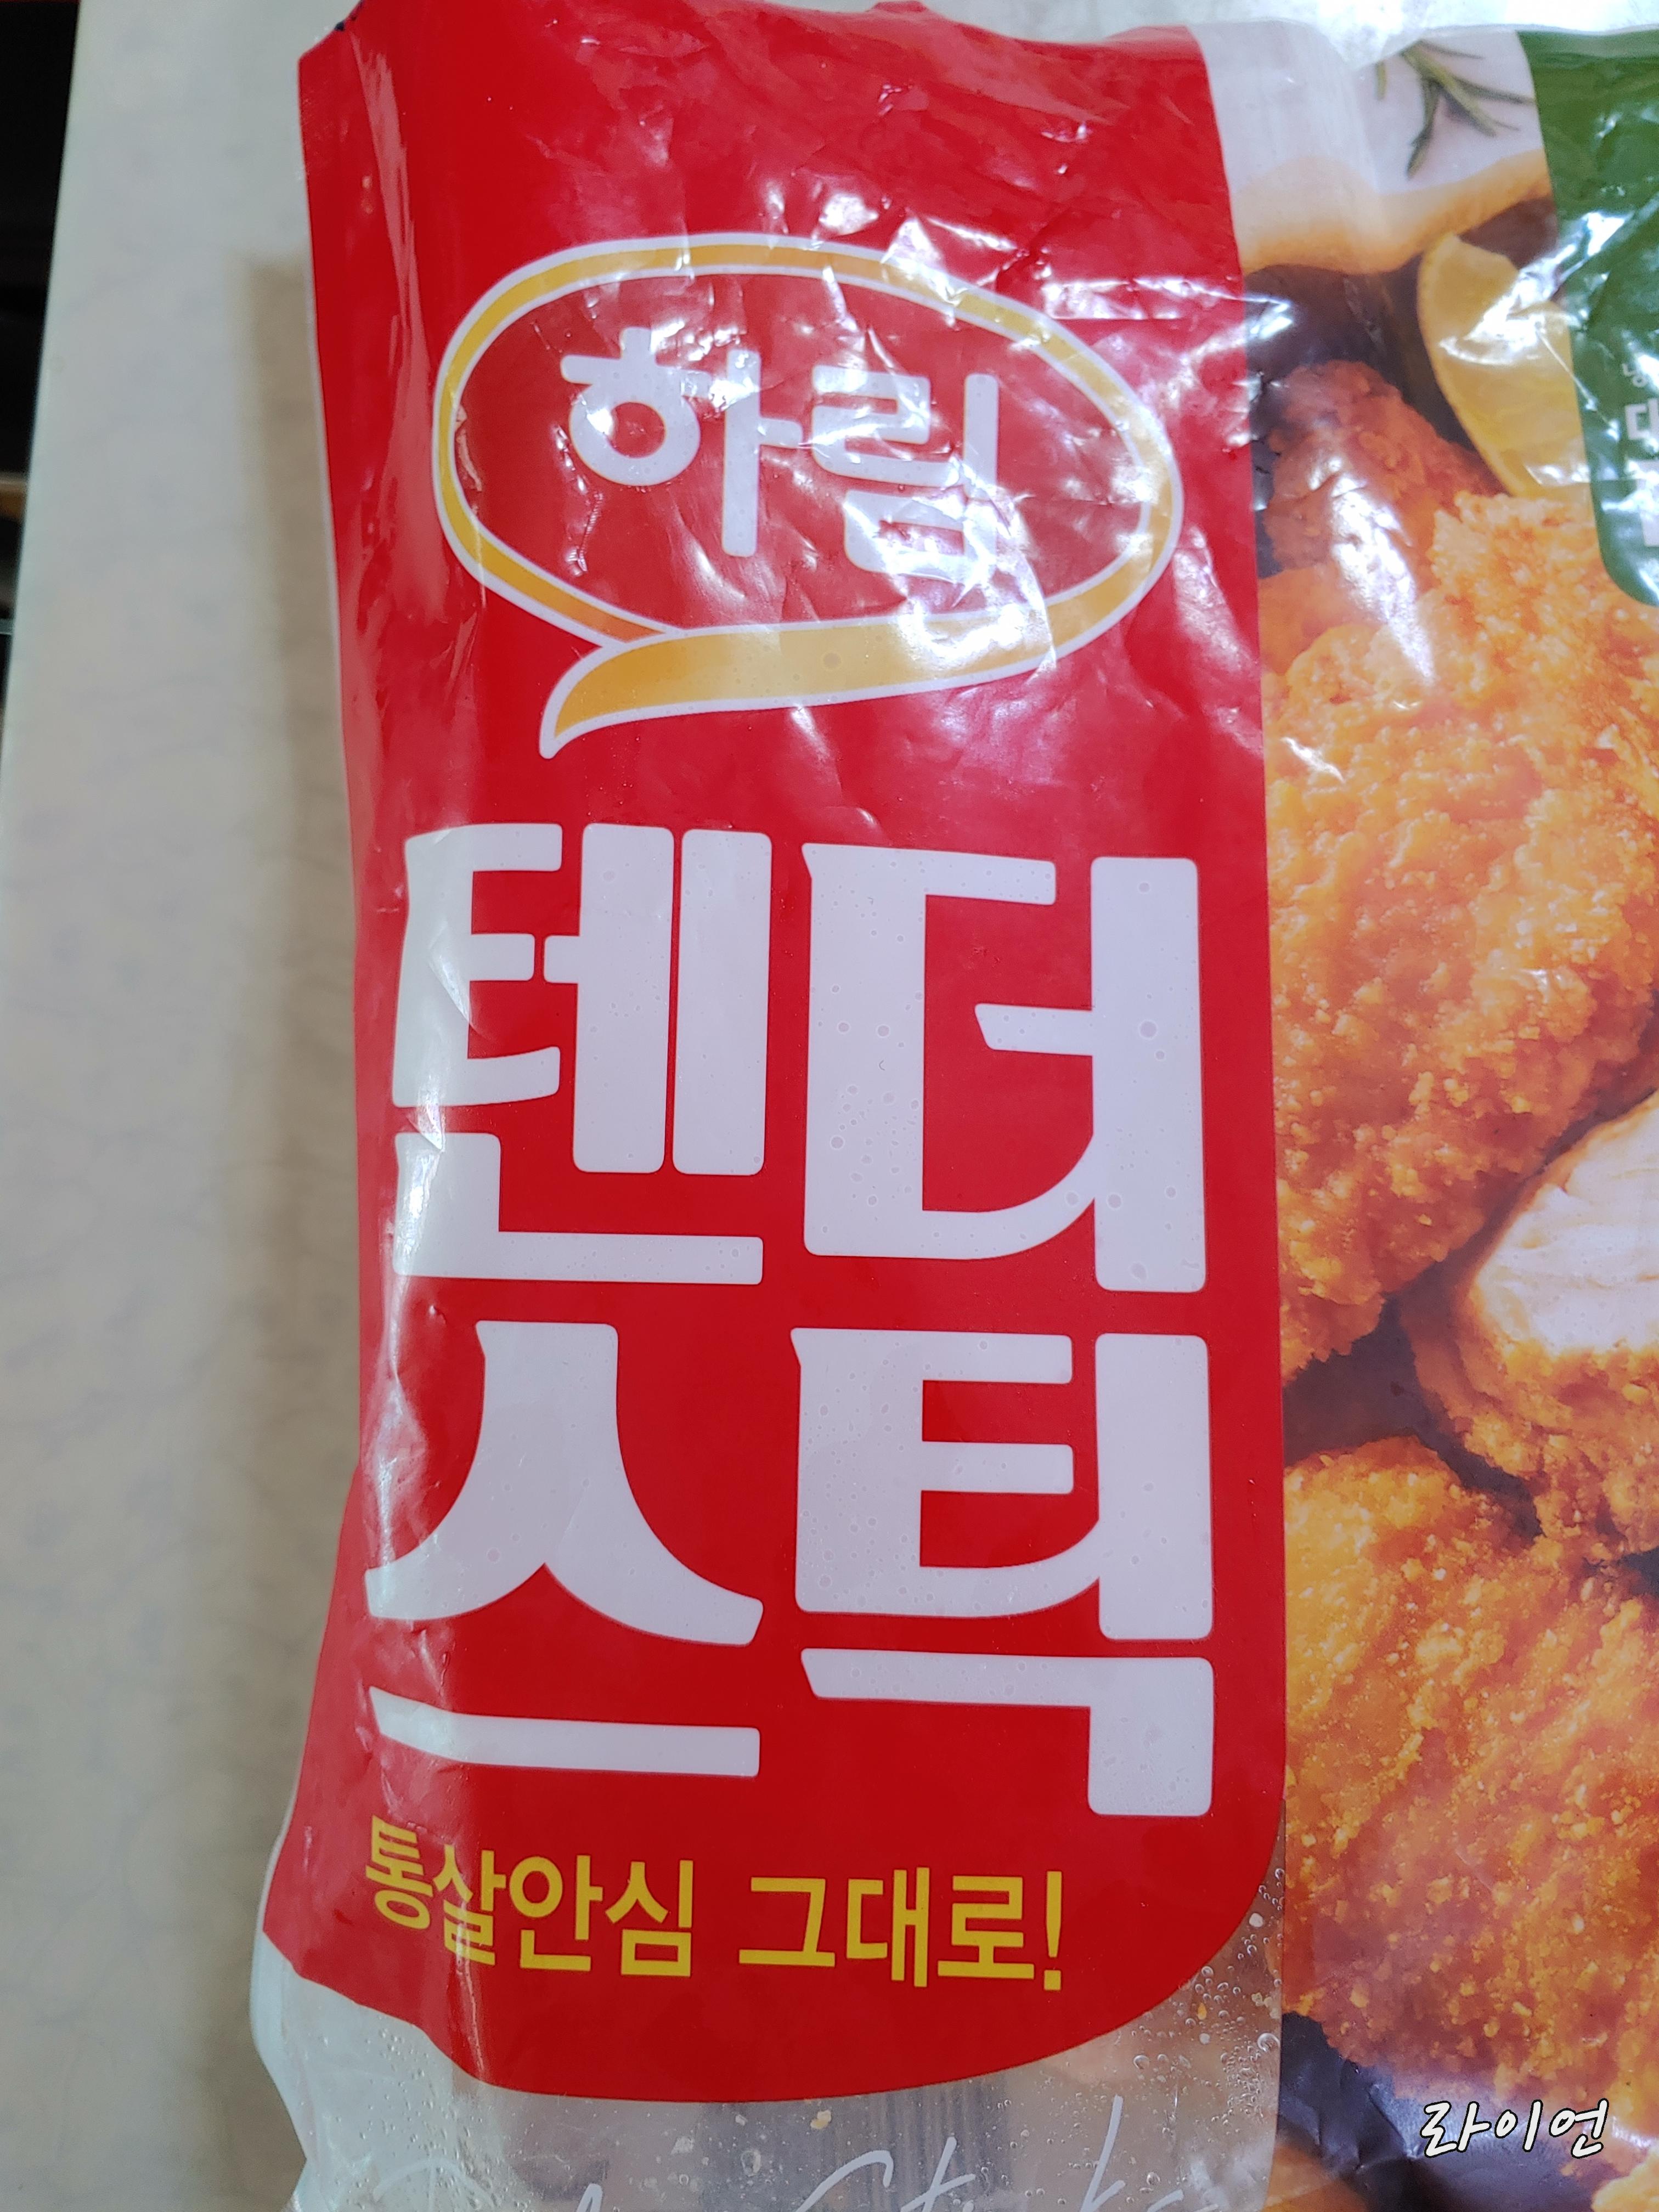 하림
텐더
스틱
통살안심 그대로!
라이언